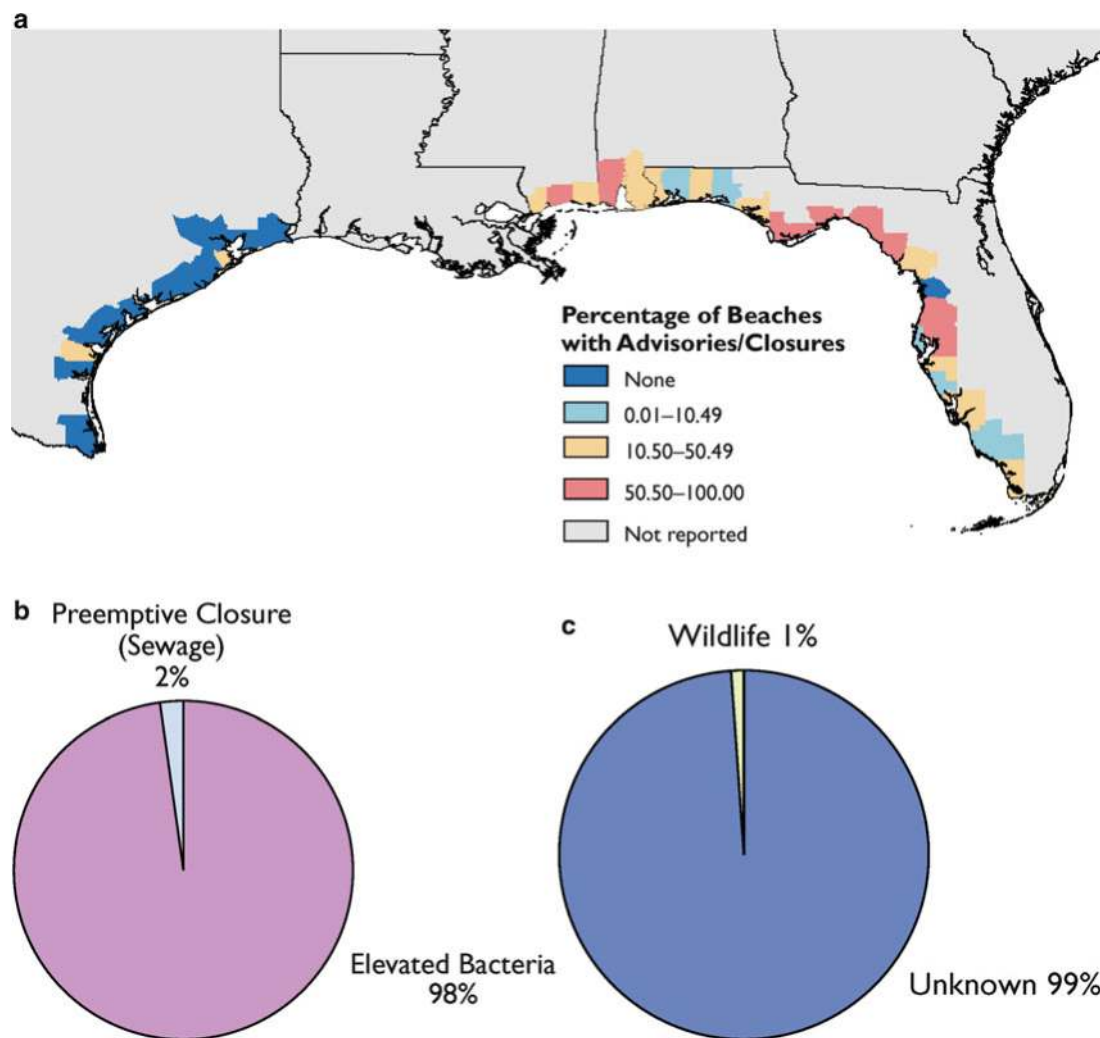 a
Percentage of Beaches
with Advisories/Closures
None
0.01–10.49
10.50–50.49
50.50–100.00
Not reported
b
Preemptive Closure
(Sewage)
2%
Elevated Bacteria
98%
c
Wildlife 1%
Unknown 99%